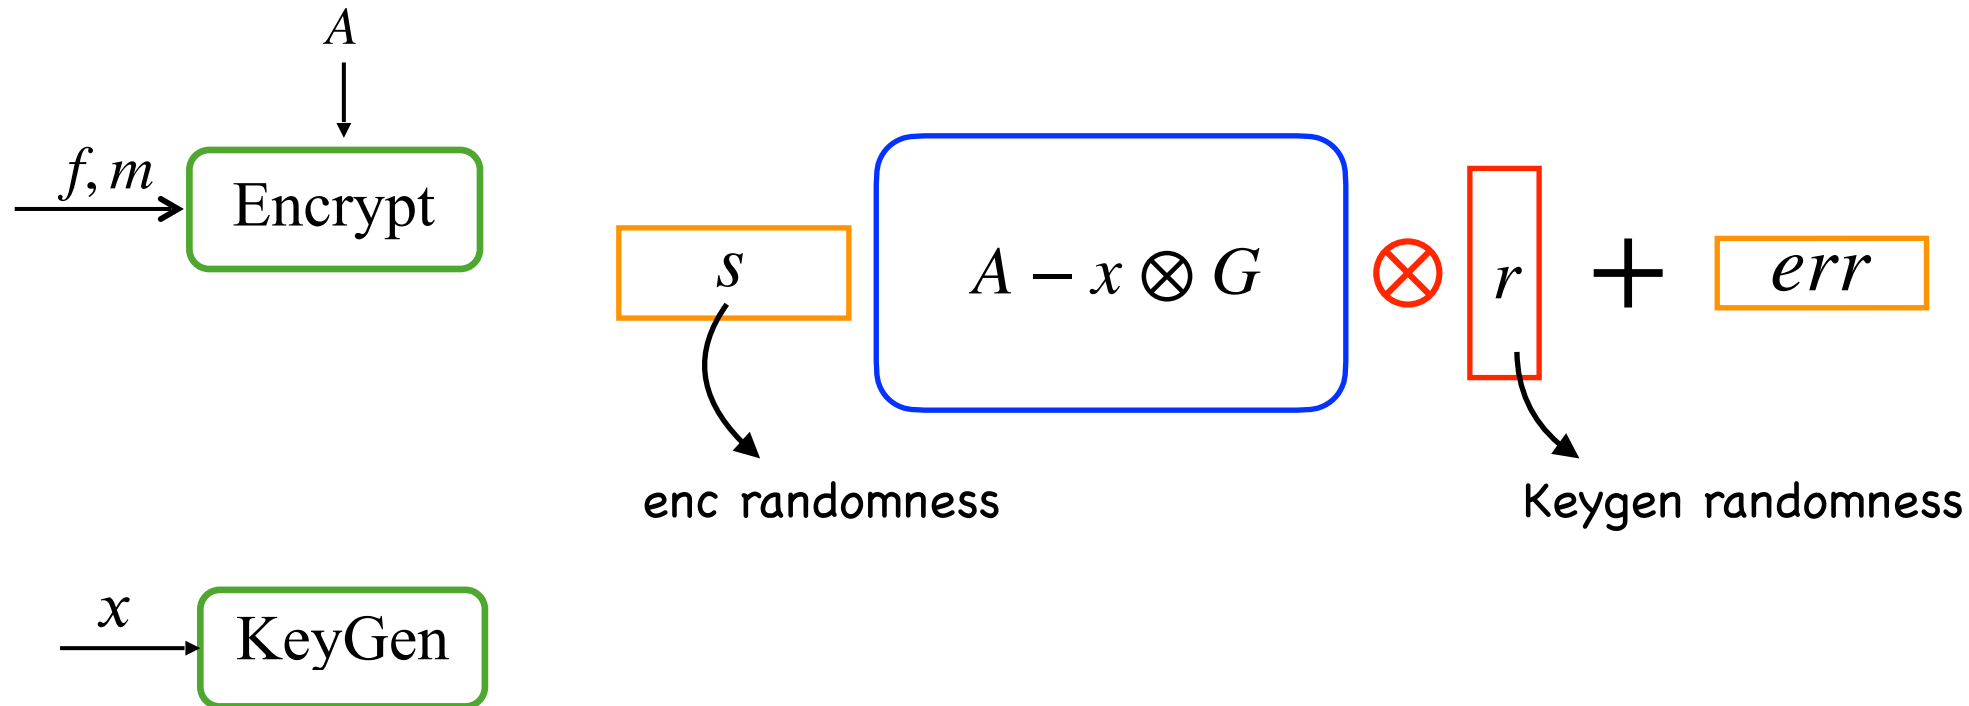 A
f, m
Encrypt
s
A − x ⊗ G
⊗
r
+
err
enc randomness
Keygen randomness
x
KeyGen